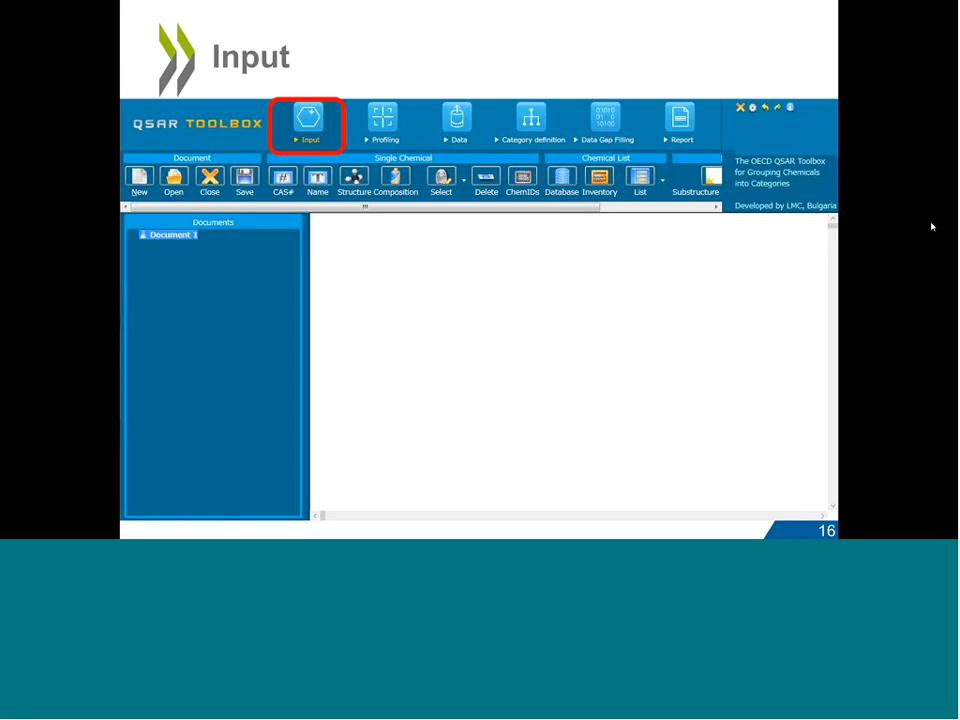 Input
QSAR TOOLBOX
Input
Profiling
Data
Category definition
Data Gap Filling
Report
Document
Single Chemical
Chemical List
The OECD QSAR Toolbox
for Grouping Chemicals
into Categories
Developed by LMC, Bulgaria
New
Open
Close
Save
CAS#
Name
Structure
Composition
Select
Delete
ChemIDs
Database
Inventory
List
Substructure
Documents
Document 1
16